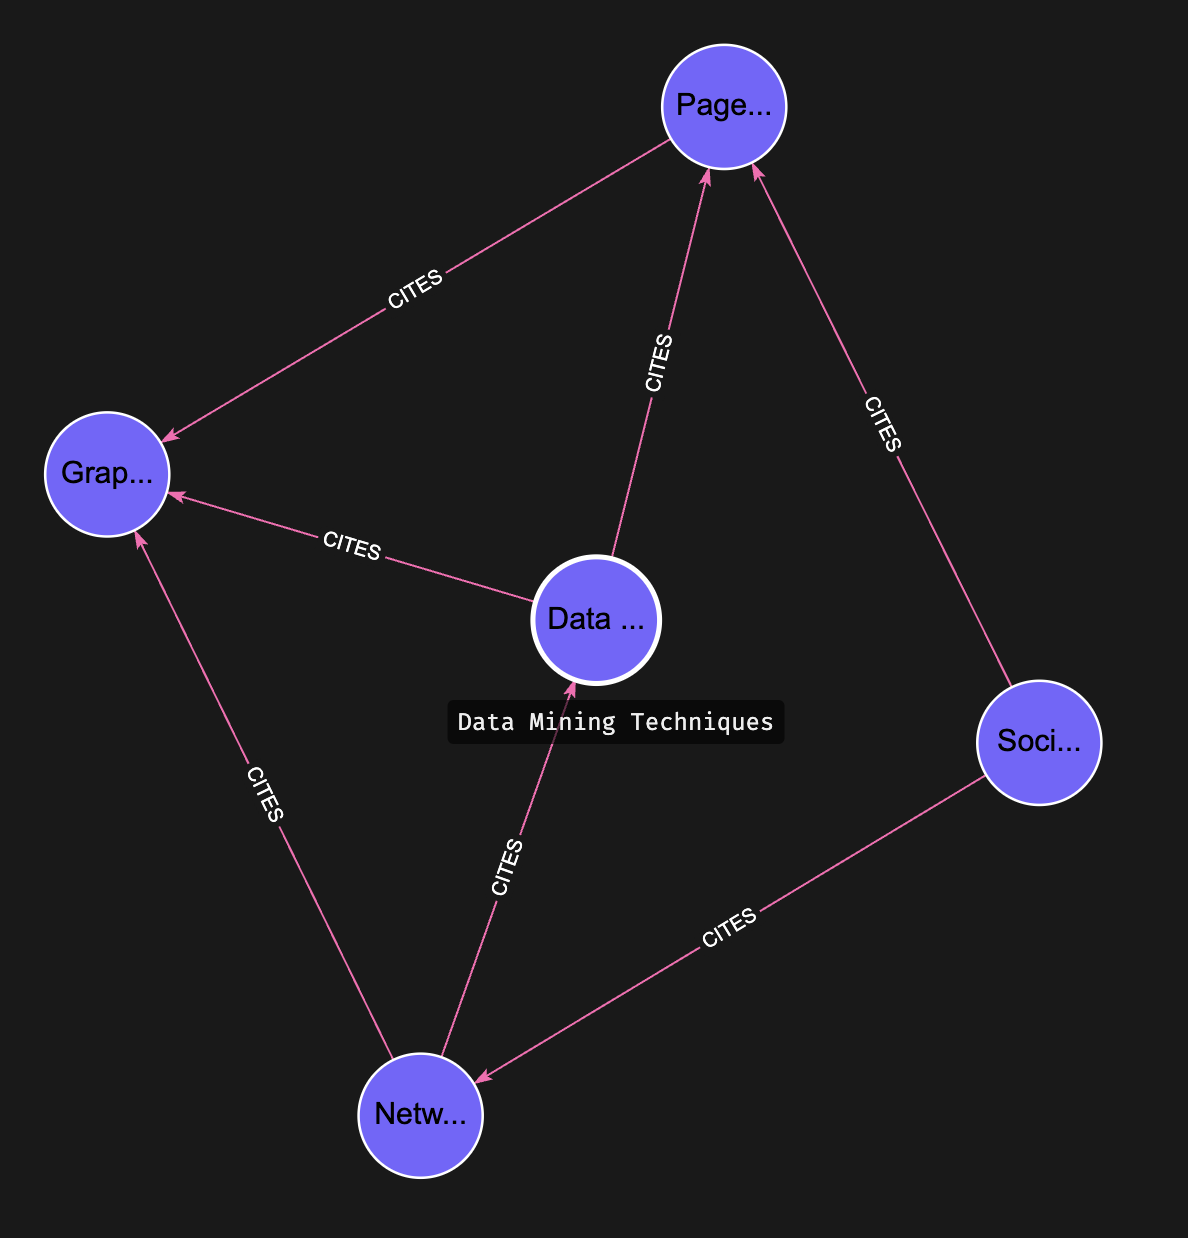 Page...
CITES
CITES
CITES
Grap...
CITES
Data ...
Data Mining Techniques
Soci...
CITES
CITES
CITES
Netw...